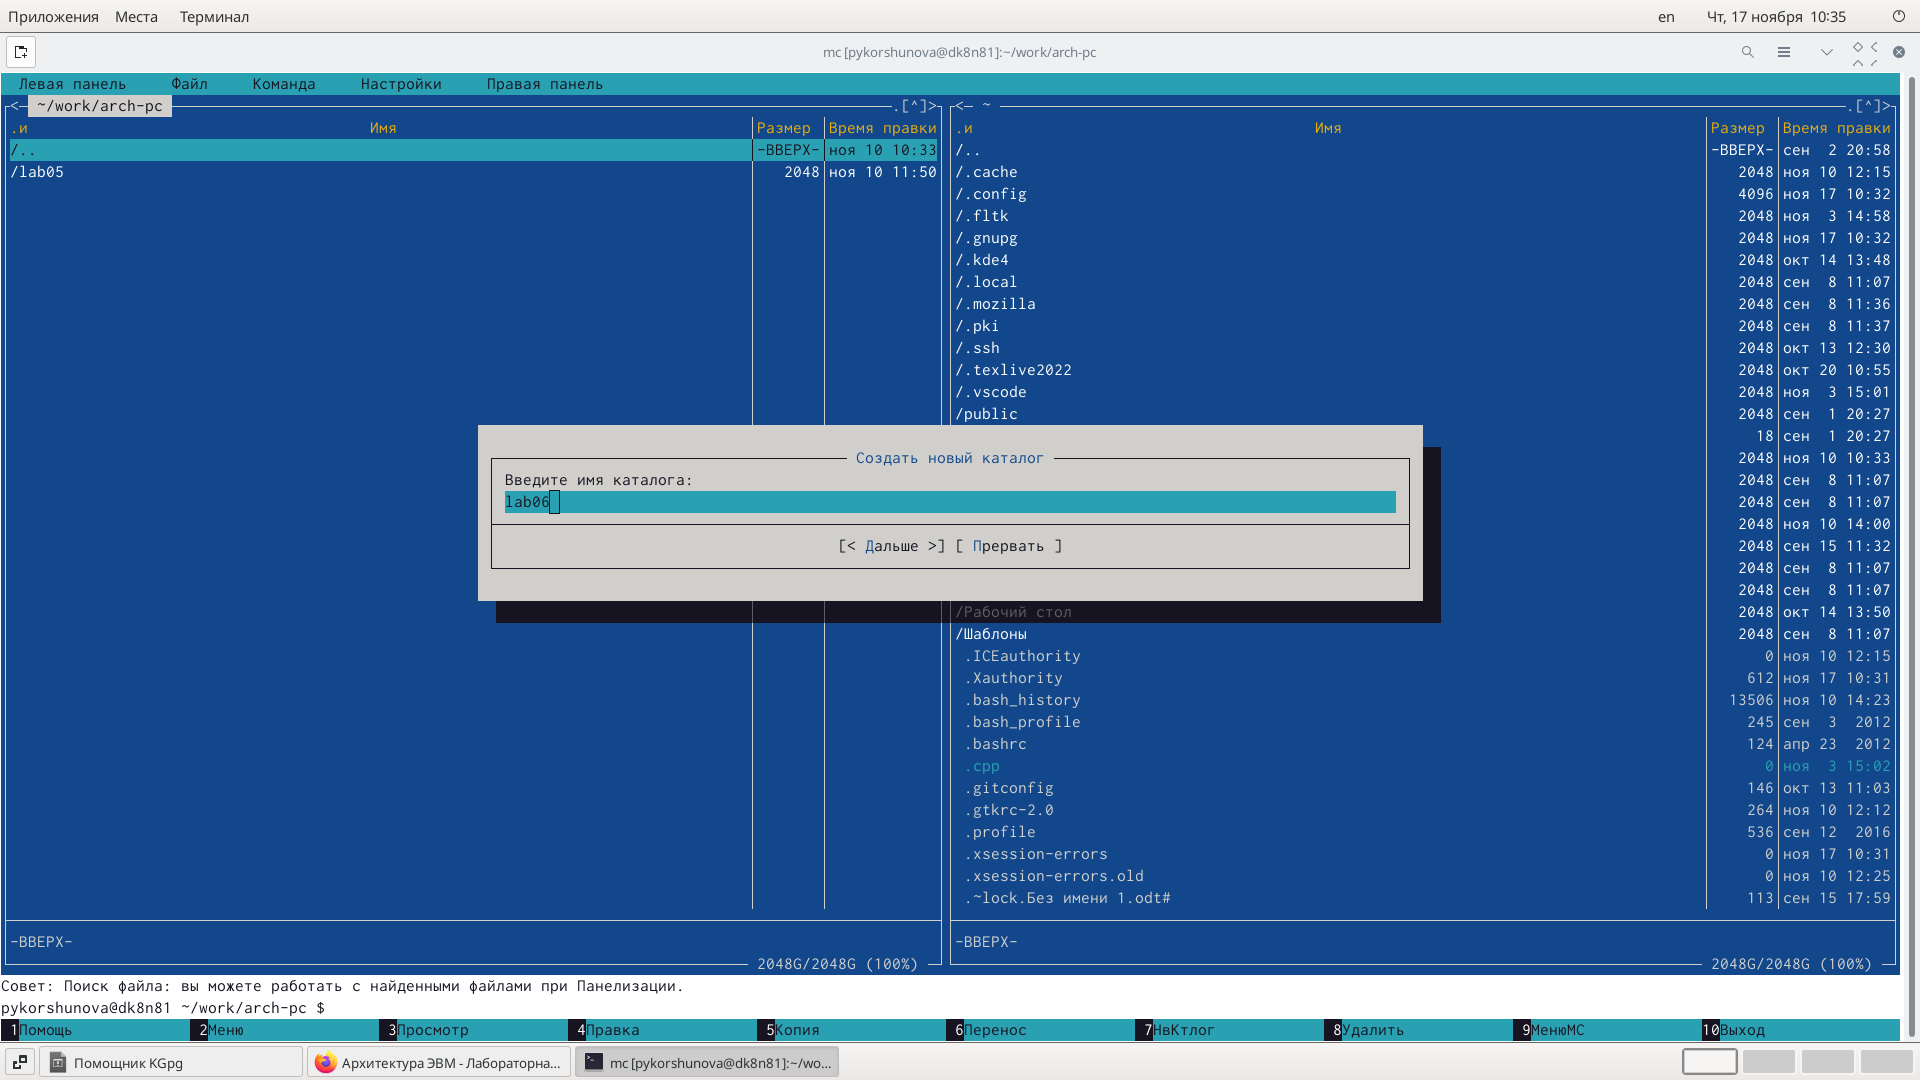 Приложения Места Терминал en Чт, 17 ноября 10:35
mc [pykorshunova@dk8n81]:~/work/arch-pc
Левая панель Файл Команда Настройки Правая панель
<─ ~/work/arch-pc ─.[^]>
.и Имя Размер Время правки
/.. -ВВЕРХ- ноя 10 10:33
/lab05 2048 ноя 10 11:50
<─ ~ ─.[^]>
.и Имя Размер Время правки
/.. -ВВЕРХ- сен 2 20:58
/.cache 2048 ноя 10 12:15
/.config 4096 ноя 17 10:32
/.fltk 2048 ноя 3 14:58
/.gnupg 2048 ноя 17 10:32
/.kde4 2048 окт 14 13:48
/.local 2048 сен 8 11:07
/.mozilla 2048 сен 8 11:36
/.pki 2048 сен 8 11:37
/.ssh 2048 окт 13 12:30
/.texlive2022 2048 окт 20 10:55
/.vscode 2048 ноя 3 15:01
/public 2048 сен 1 20:27
18 сен 1 20:27
2048 ноя 10 10:33
2048 сен 8 11:07
2048 сен 8 11:07
2048 ноя 10 14:00
2048 сен 15 11:32
2048 сен 8 11:07
2048 сен 8 11:07
/Рабочий стол 2048 окт 14 13:50
/Шаблоны 2048 сен 8 11:07
.ICEauthority 0 ноя 10 12:15
.Xauthority 612 ноя 17 10:31
.bash_history 13506 ноя 10 14:23
.bash_profile 245 сен 3 2012
.bashrc 124 апр 23 2012
.cpp 0 ноя 3 15:02
.gitconfig 146 окт 13 11:03
.gtkrc-2.0 264 ноя 10 12:12
.profile 536 сен 12 2016
.xsession-errors 0 ноя 17 10:31
.xsession-errors.old 0 ноя 10 12:25
.~lock.Без имени 1.odt# 113 сен 15 17:59
Создать новый каталог
Введите имя каталога:
lab06
[< Дальше >] [ Прервать ]
-ВВЕРХ- -ВВЕРХ-
2048G/2048G (100%) 2048G/2048G (100%)
Совет: Поиск файла: вы можете работать с найденными файлами при Панелизации.
pykorshunova@dk8n81 ~/work/arch-pc $
1Помощь 2Меню 3Просмотр 4Правка 5Копия 6Перенос 7НвКтлог 8Удалить 9МенюМС 10Выход
Помощник KGpg Архитектура ЭВМ - Лабораторна... mc [pykorshunova@dk8n81]:~/wo...